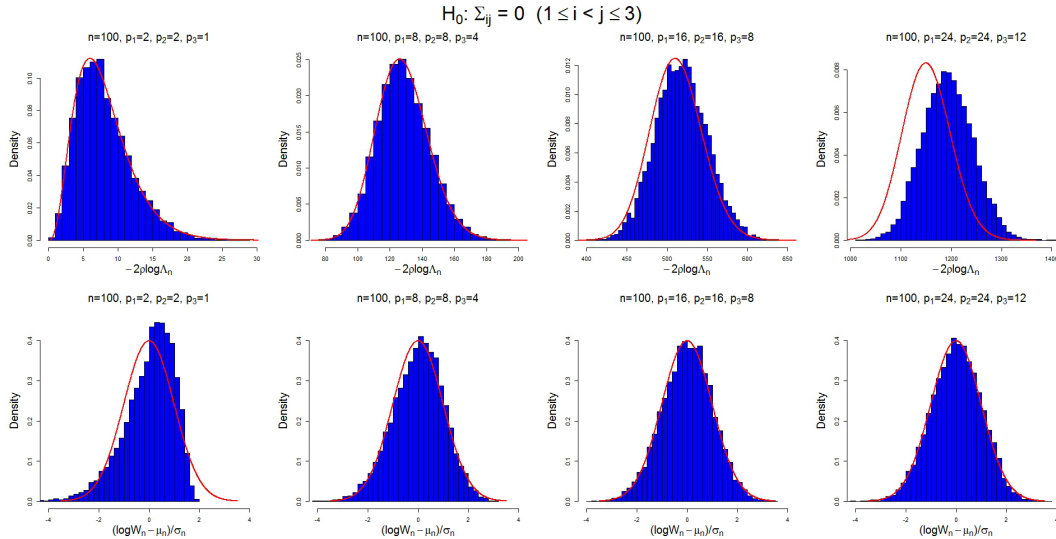 H₀: Σᵢⱼ = 0 (1 ≤ i < j ≤ 3)
n=100, p₁=2, p₂=2, p₃=1
n=100, p₁=8, p₂=8, p₃=4
n=100, p₁=16, p₂=16, p₃=8
n=100, p₁=24, p₂=24, p₃=12
Density
0.00 0.02 0.04 0.06 0.08 0.10
0 5 10 15 20 25 30
−2ρlogΛₙ
Density
0.000 0.005 0.010 0.015 0.020 0.025
80 100 120 140 160 180 200
−2ρlogΛₙ
Density
0.000 0.002 0.004 0.006 0.008 0.010 0.012
400 450 500 550 600 650
−2ρlogΛₙ
Density
0.000 0.002 0.004 0.006 0.008
1000 1100 1200 1300 1400
−2ρlogΛₙ
n=100, p₁=2, p₂=2, p₃=1
n=100, p₁=8, p₂=8, p₃=4
n=100, p₁=16, p₂=16, p₃=8
n=100, p₁=24, p₂=24, p₃=12
Density
0.0 0.1 0.2 0.3 0.4
−4 −2 0 2 4
(logWₙ − μₙ)/σₙ
Density
0.0 0.1 0.2 0.3 0.4
−4 −2 0 2 4
(logWₙ − μₙ)/σₙ
Density
0.0 0.1 0.2 0.3 0.4
−4 −2 0 2 4
(logWₙ − μₙ)/σₙ
Density
0.0 0.1 0.2 0.3 0.4
−4 −2 0 2 4
(logWₙ − μₙ)/σₙ